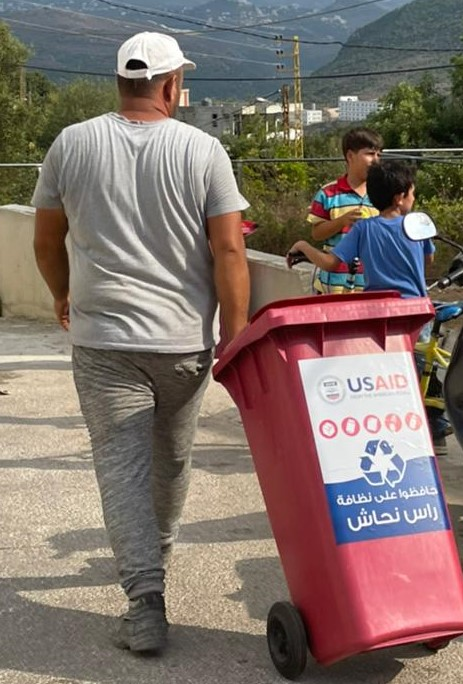 USAID
FROM THE AMERICAN PEOPLE
حافظوا على نظافة
راس نحاش